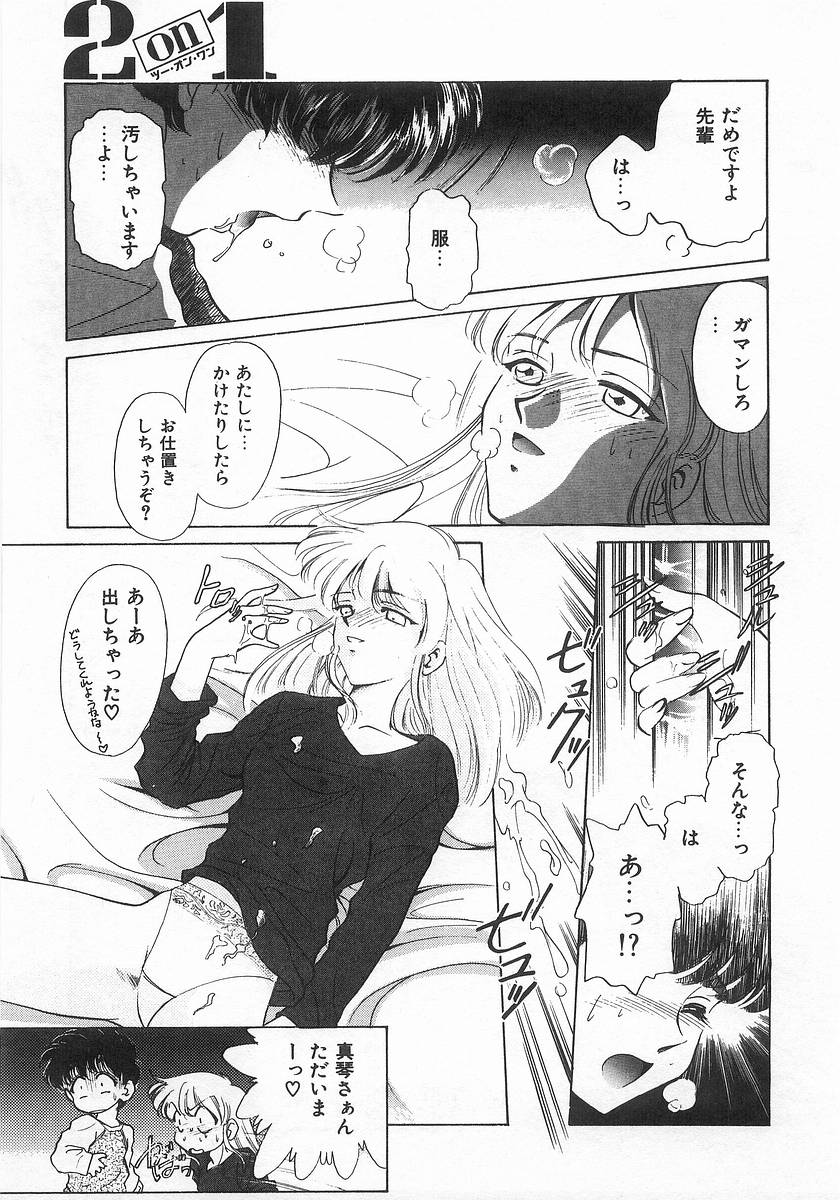 2 on 1
ツー・オン・ワン
だめですよ
先輩
は…っ
服…
汚しちゃいます
…よ…
ガマンしろ
…
あたしに…
かけたりしたら
お仕置き
しちゃうぞ？
そんな…っ
は
あ…っ!?
ビュクッ
ビュッ
あーあ
出しちゃった♡
どうしてくれようかな～♡
トロ…ッ
真琴さぁん
ただいま
ーっ♡